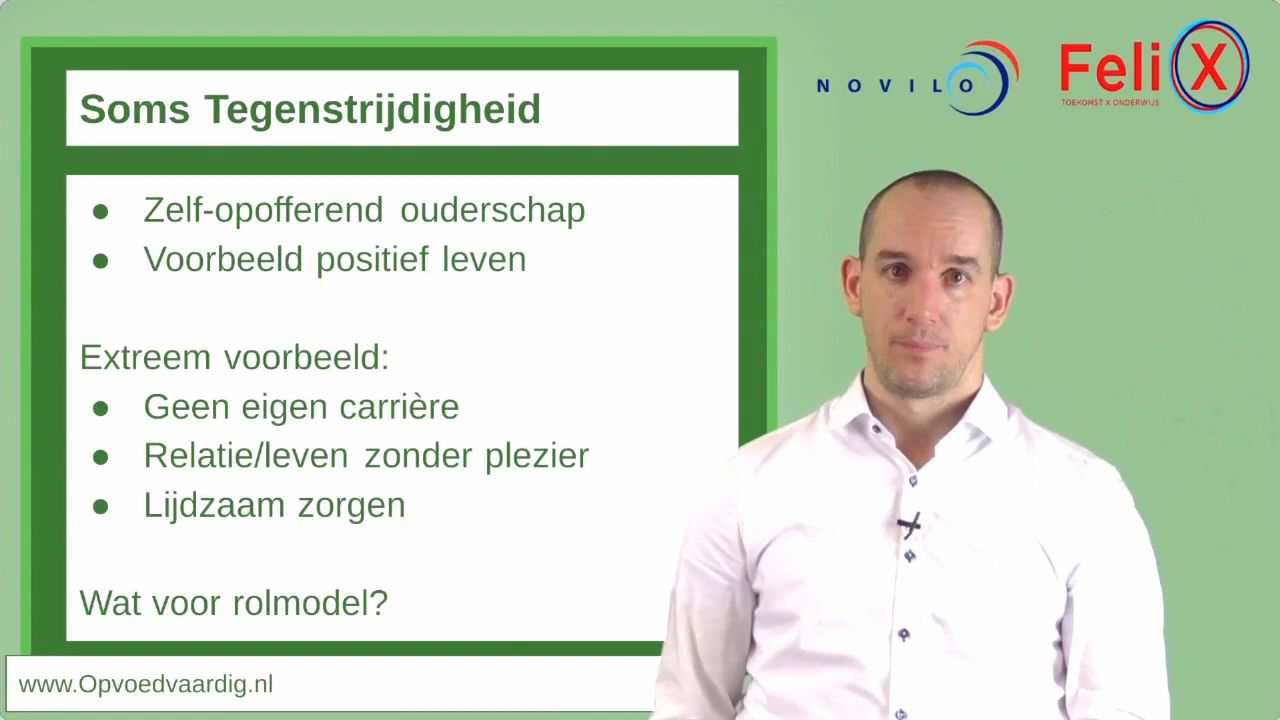 Soms Tegenstrijdigheid
NOVILO
FeliX
TOEKOMST X ONDERWIJS
● Zelf-opofferend ouderschap
● Voorbeeld positief leven
Extreem voorbeeld:
● Geen eigen carrière
● Relatie/leven zonder plezier
● Lijdzaam zorgen
Wat voor rolmodel?
www.Opvoedvaardig.nl